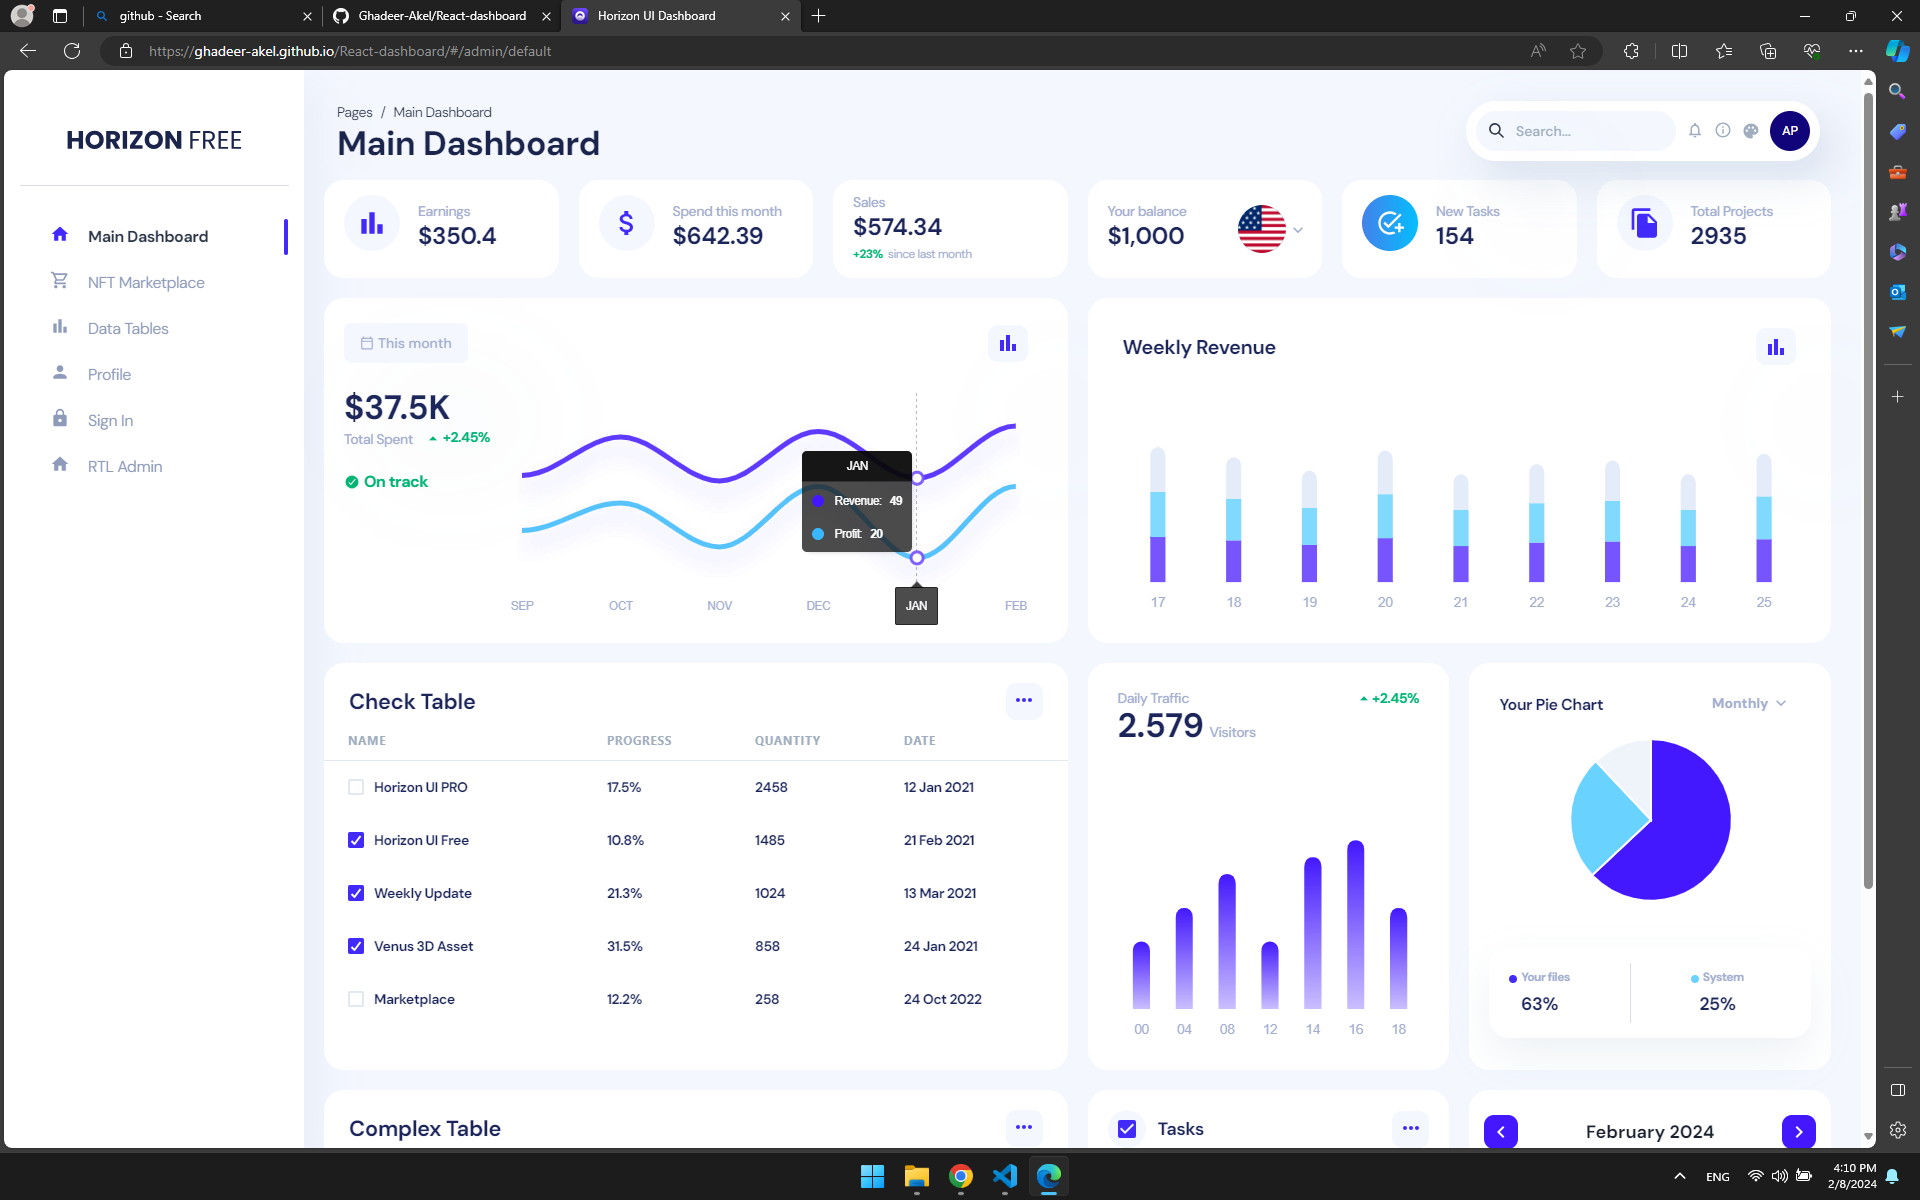 github - Search
Ghadeer-Akel/React-dashboard
Horizon UI Dashboard
https://ghadeer-akel.github.io/React-dashboard/#/admin/default
HORIZON FREE
Main Dashboard
NFT Marketplace
Data Tables
Profile
Sign In
RTL Admin
Pages / Main Dashboard
Main Dashboard
Search...
AP
Earnings
$350.4
Spend this month
$642.39
Sales
$574.34
+23% since last month
Your balance
$1,000
New Tasks
154
Total Projects
2935
This month
$37.5K
Total Spent +2.45%
On track
JAN
Revenue: 49
Profit: 20
SEP OCT NOV DEC JAN FEB
Weekly Revenue
17 18 19 20 21 22 23 24 25
Check Table
NAME PROGRESS QUANTITY DATE
Horizon UI PRO 17.5% 2458 12 Jan 2021
Horizon UI Free 10.8% 1485 21 Feb 2021
Weekly Update 21.3% 1024 13 Mar 2021
Venus 3D Asset 31.5% 858 24 Jan 2021
Marketplace 12.2% 258 24 Oct 2022
Daily Traffic +2.45%
2.579 Visitors
00 04 08 12 14 16 18
Your Pie Chart Monthly
Your files System
63% 25%
Complex Table
Tasks
February 2024
ENG
4:10 PM
2/8/2024